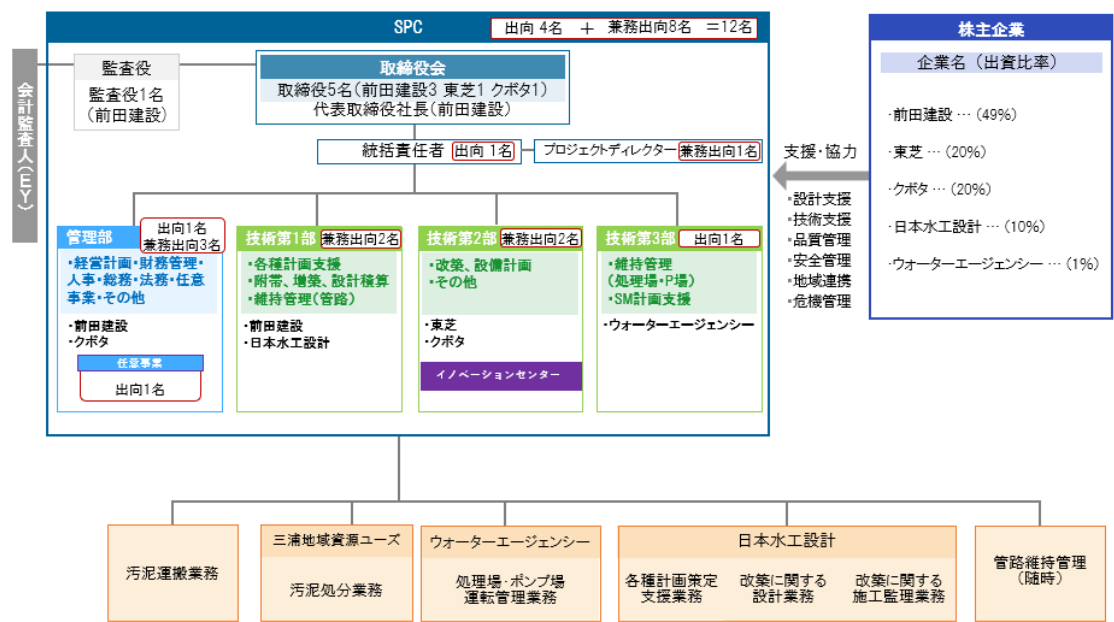 SPC
出向 4名 ＋ 兼務出向8名 ＝12名
会計監査人（EY）
監査役
監査役1名
（前田建設）
取締役会
取締役5名（前田建設3 東芝1 クボタ1）
代表取締役社長（前田建設）
統括責任者 出向 1名
プロジェクトディレクター 兼務出向1名
管理部
出向1名
兼務出向3名
・経営計画・財務管理・
人事・総務・法務・任意
事業・その他
・前田建設
・クボタ
任意事業
出向1名
技術第1部 兼務出向2名
・各種計画支援
・附帯、増築、設計積算
・維持管理（管路）
・前田建設
・日本水工設計
技術第2部 兼務出向2名
・改築、設備計画
・その他
・東芝
・クボタ
イノベーションセンター
技術第3部 出向1名
・維持管理
（処理場・P場）
・SM計画支援
・ウォーターエージェンシー
支援・協力
・設計支援
・技術支援
・品質管理
・安全管理
・地域連携
・危機管理
株主企業
企業名（出資比率）
・前田建設 … （49%）
・東芝 … （20%）
・クボタ … （20%）
・日本水工設計 … （10%）
・ウォーターエージェンシー … （1%）
汚泥運搬業務
三浦地域資源ユーズ
汚泥処分業務
ウォーターエージェンシー
処理場・ポンプ場
運転管理業務
日本水工設計
各種計画策定
支援業務
改築に関する
設計業務
改築に関する
施工監理業務
管路維持管理
（随時）